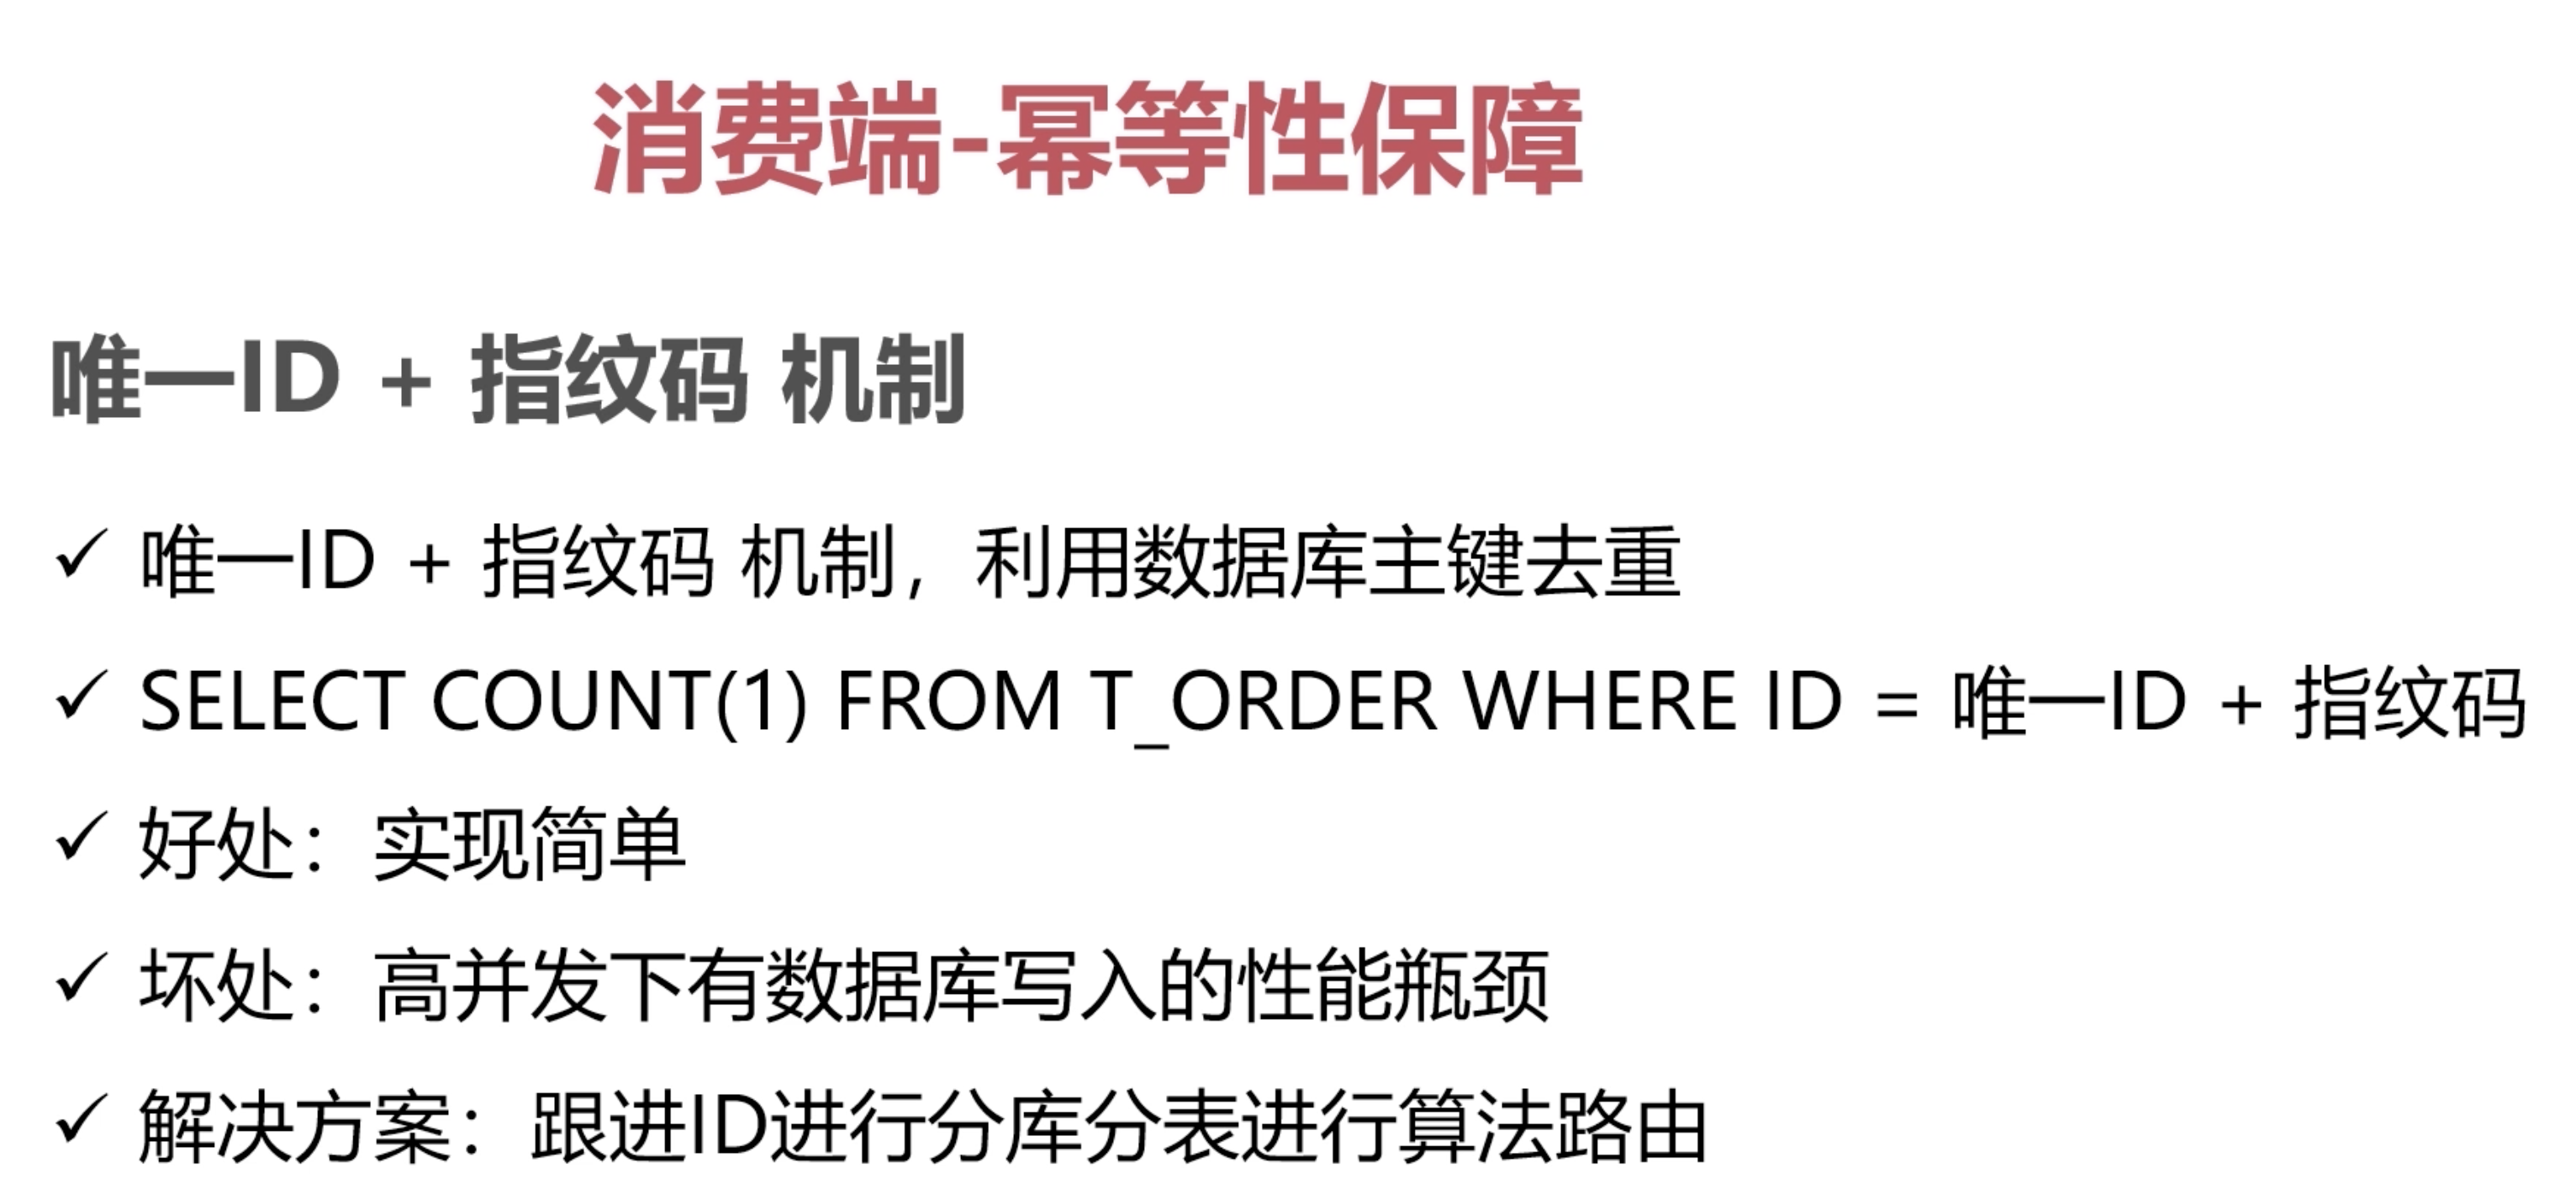 消费端-幂等性保障
唯一ID + 指纹码 机制
✓ 唯一ID + 指纹码 机制，利用数据库主键去重
✓ SELECT COUNT(1) FROM T_ORDER WHERE ID = 唯一ID + 指纹码
✓ 好处：实现简单
✓ 坏处：高并发下有数据库写入的性能瓶颈
✓ 解决方案：跟进ID进行分库分表进行算法路由